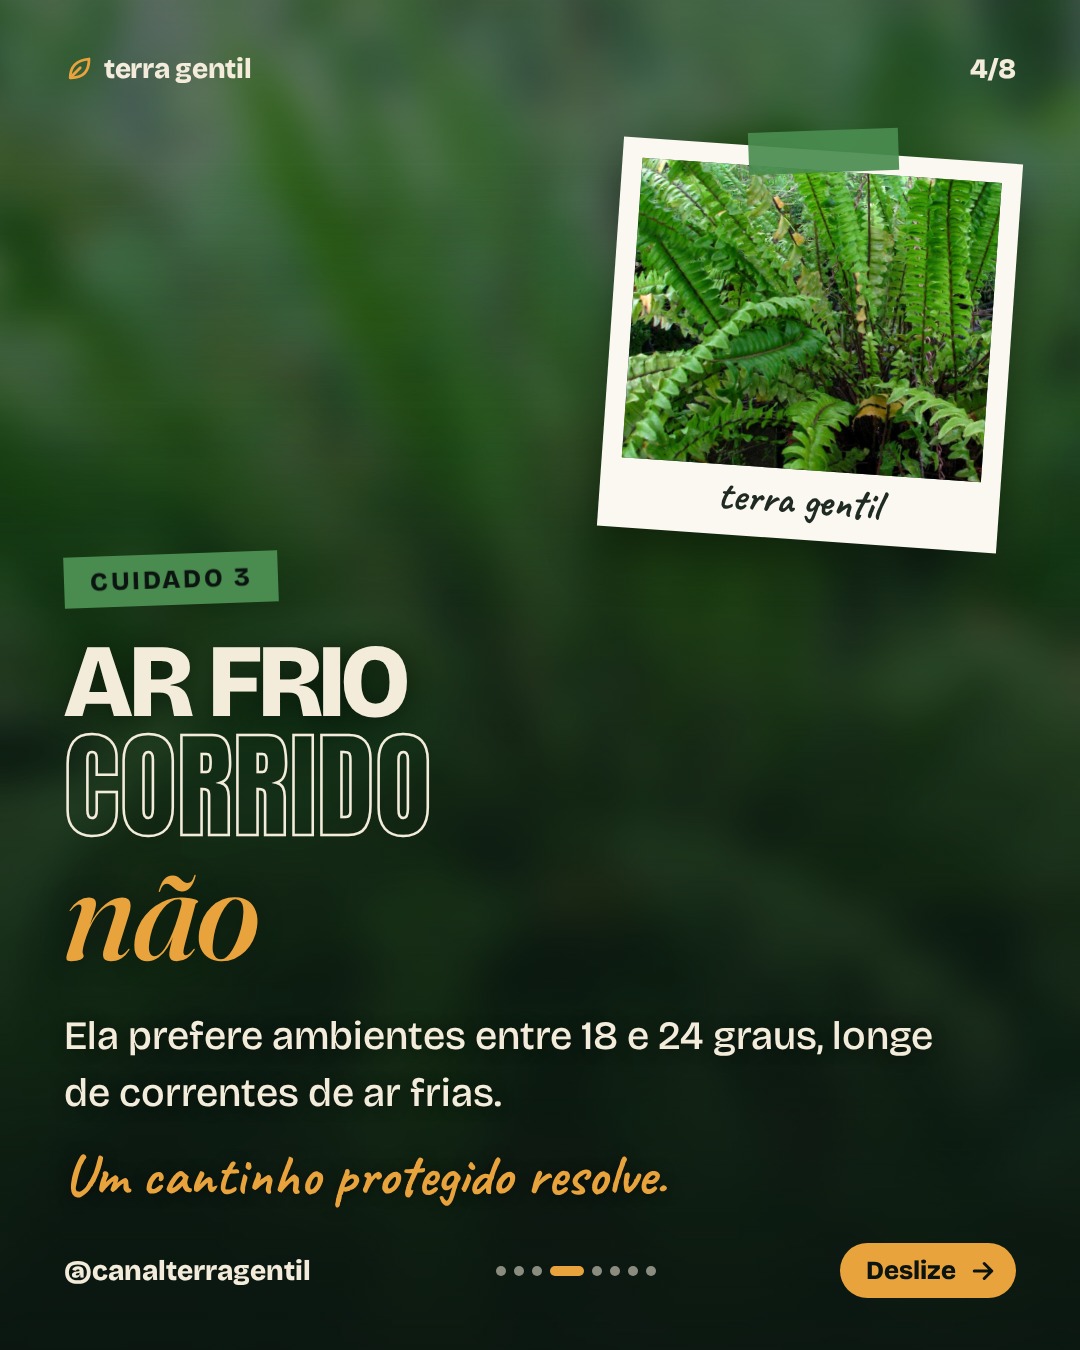 terra gentil
4/8
terra gentil
CUIDADO 3
AR FRIO
CORRIDO
não
Ela prefere ambientes entre 18 e 24 graus, longe
de correntes de ar frias.
Um cantinho protegido resolve.
@canalterragentil
Deslize →